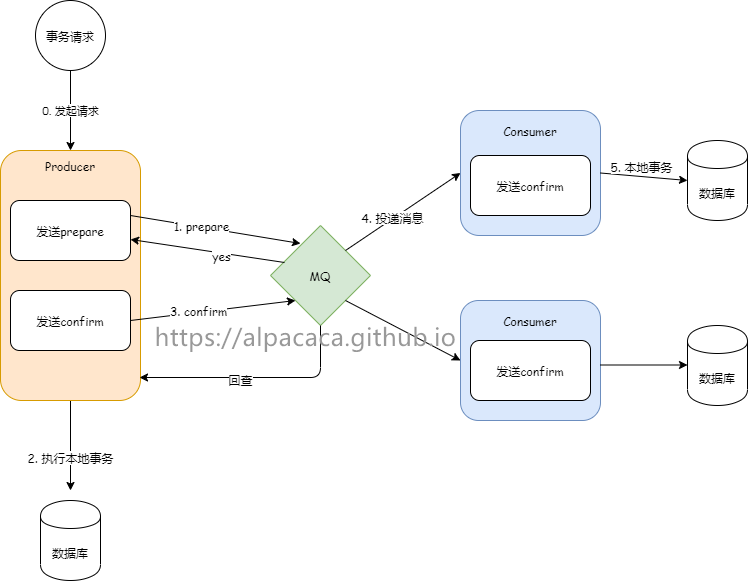 事务请求
0. 发起请求
Producer
发送prepare
1. prepare
yes
发送confirm
3. confirm
MQ
回查
2. 执行本地事务
数据库
4. 投递消息
Consumer
发送confirm
5. 本地事务
数据库
Consumer
发送confirm
数据库
https://alpacaca.github.io